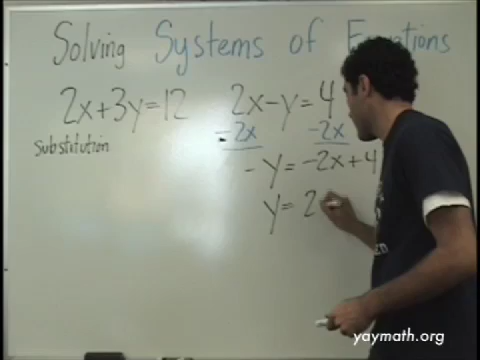 Solving Systems of Equations
2x+3y=12
2x-y=4
substitution
-2x -2x
-y=-2x+4
y=2
yaymath.org